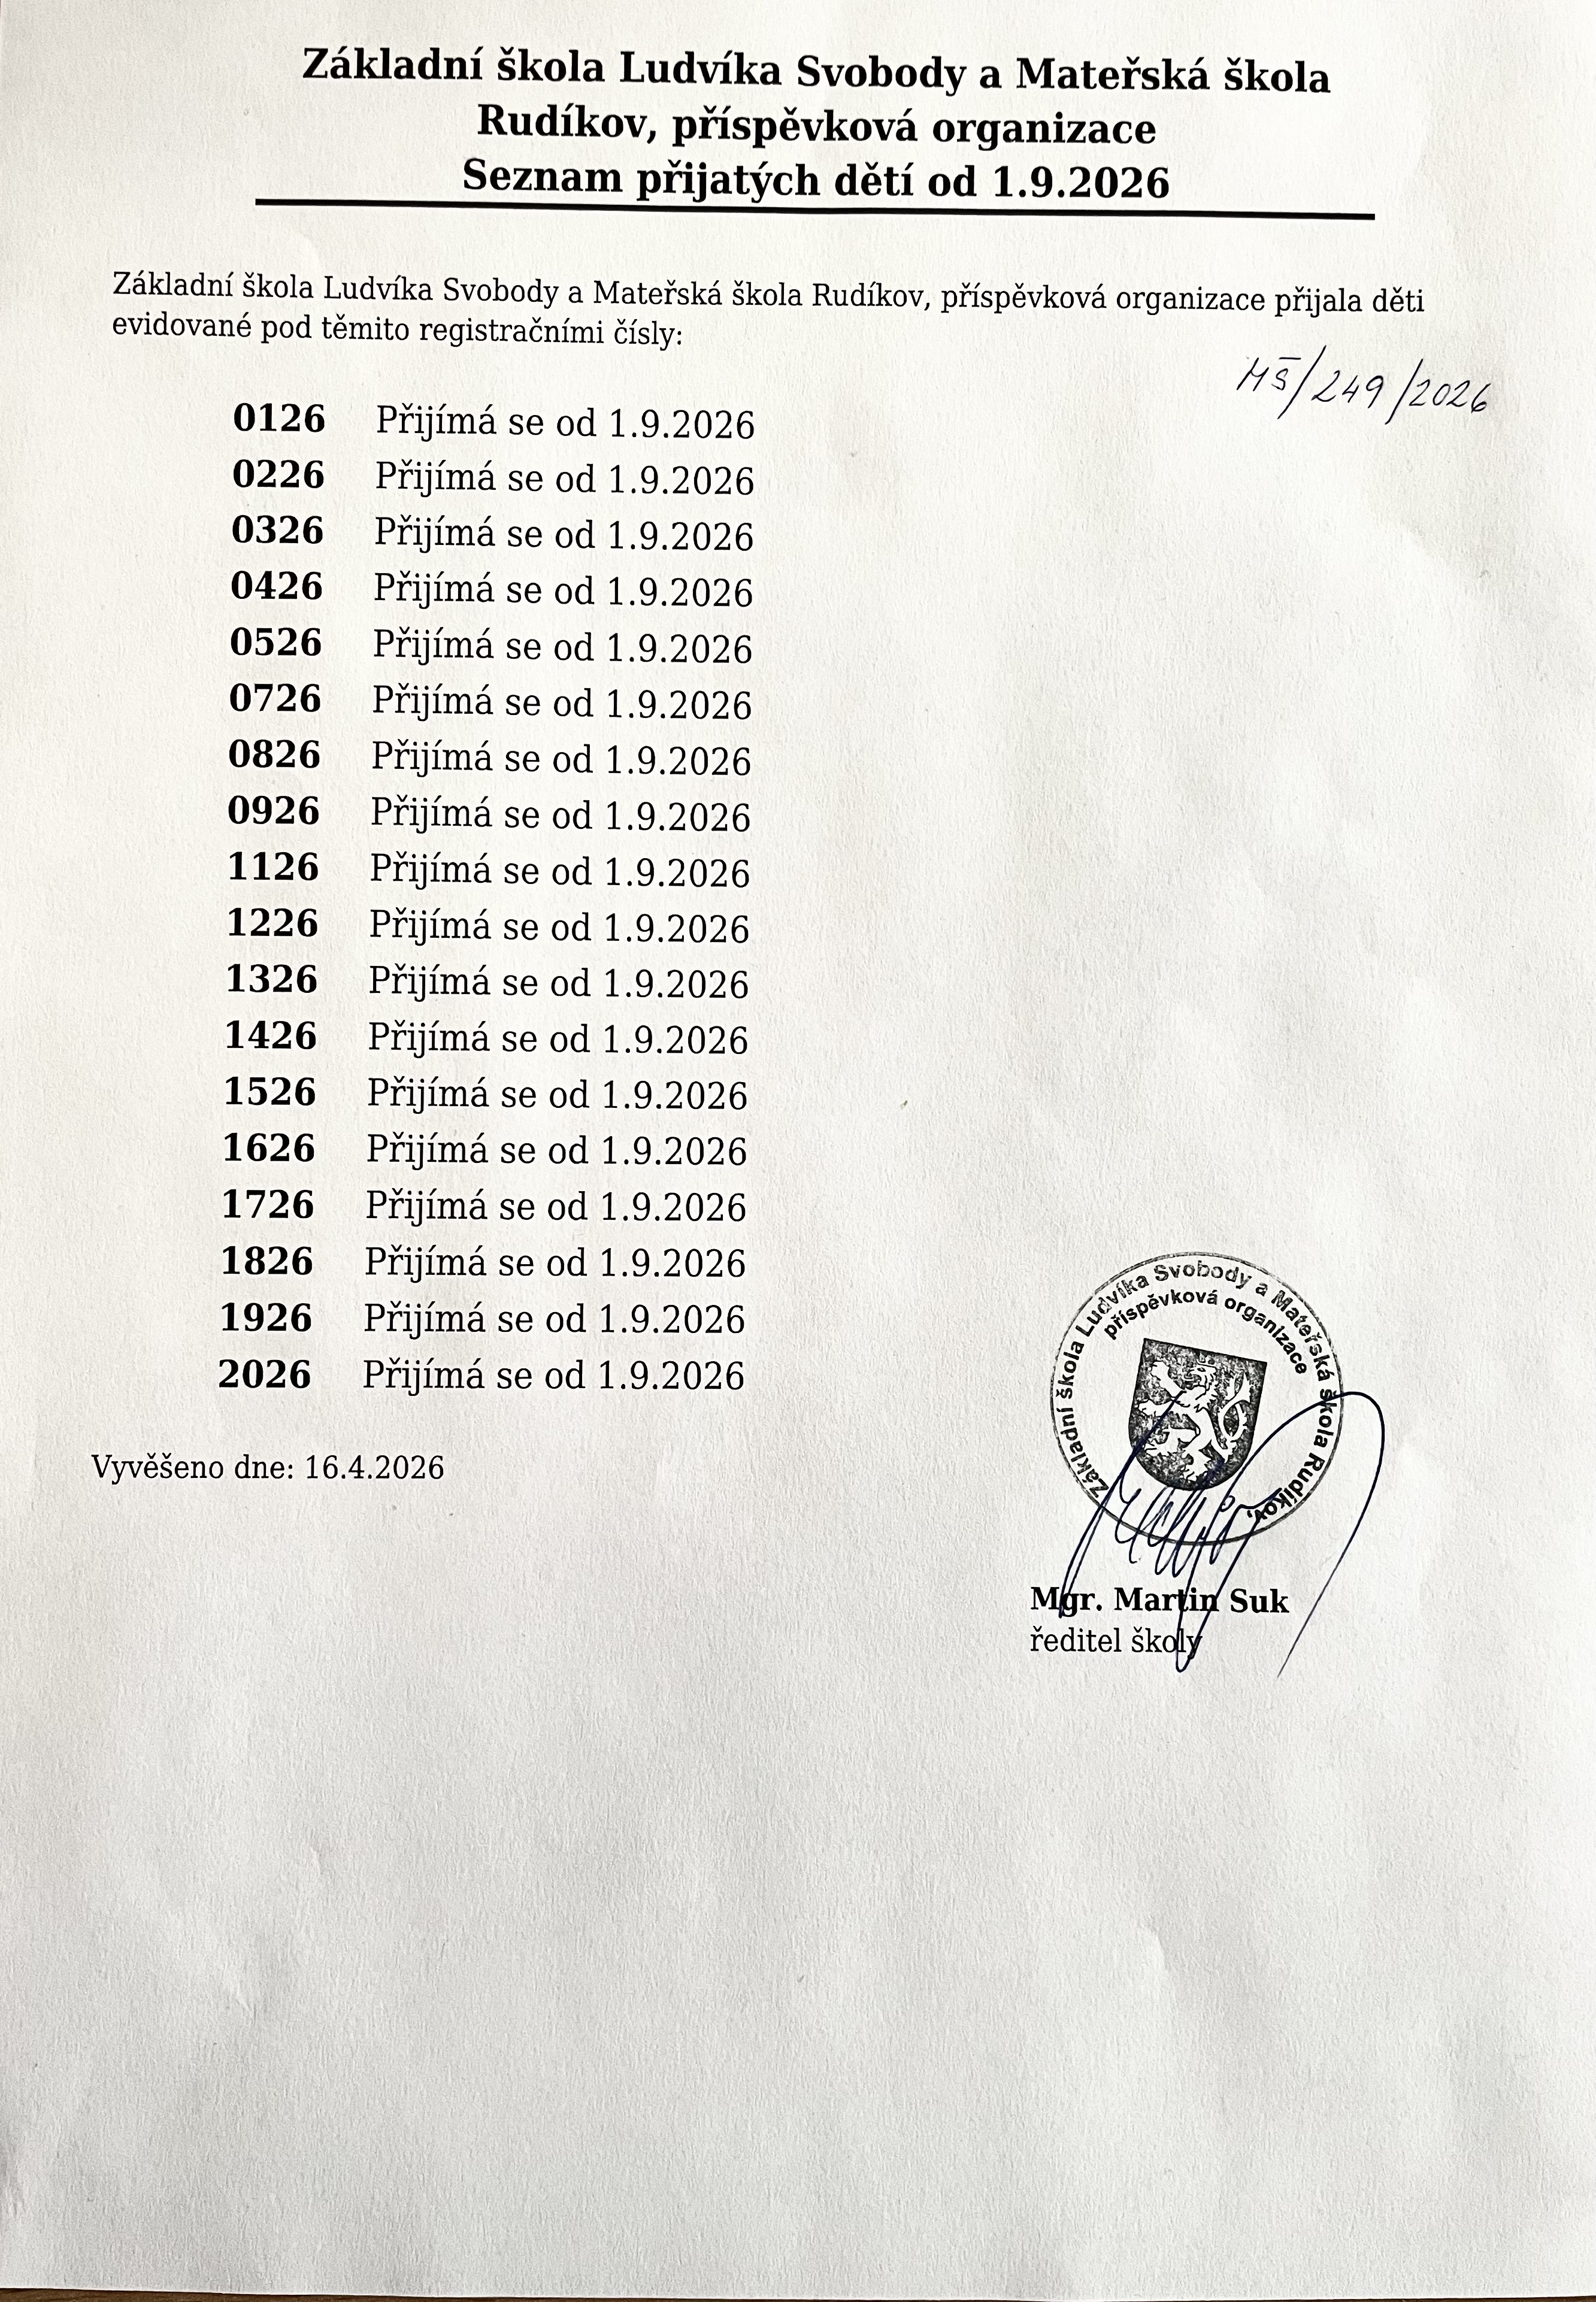 Základní škola Ludvíka Svobody a Mateřská škola
Rudíkov, příspěvková organizace
Seznam přijatých dětí od 1.9.2026
Základní škola Ludvíka Svobody a Mateřská škola Rudíkov, příspěvková organizace přijala děti
evidované pod těmito registračními čísly:
MŠ/249/2026
0126 Přijímá se od 1.9.2026
0226 Přijímá se od 1.9.2026
0326 Přijímá se od 1.9.2026
0426 Přijímá se od 1.9.2026
0526 Přijímá se od 1.9.2026
0726 Přijímá se od 1.9.2026
0826 Přijímá se od 1.9.2026
0926 Přijímá se od 1.9.2026
1126 Přijímá se od 1.9.2026
1226 Přijímá se od 1.9.2026
1326 Přijímá se od 1.9.2026
1426 Přijímá se od 1.9.2026
1526 Přijímá se od 1.9.2026
1626 Přijímá se od 1.9.2026
1726 Přijímá se od 1.9.2026
1826 Přijímá se od 1.9.2026
1926 Přijímá se od 1.9.2026
2026 Přijímá se od 1.9.2026
Základní škola Ludvíka Svobody a Mateřská škola Rudíkov,
příspěvková organizace
Vyvěšeno dne: 16.4.2026
Mgr. Martin Suk
ředitel školy